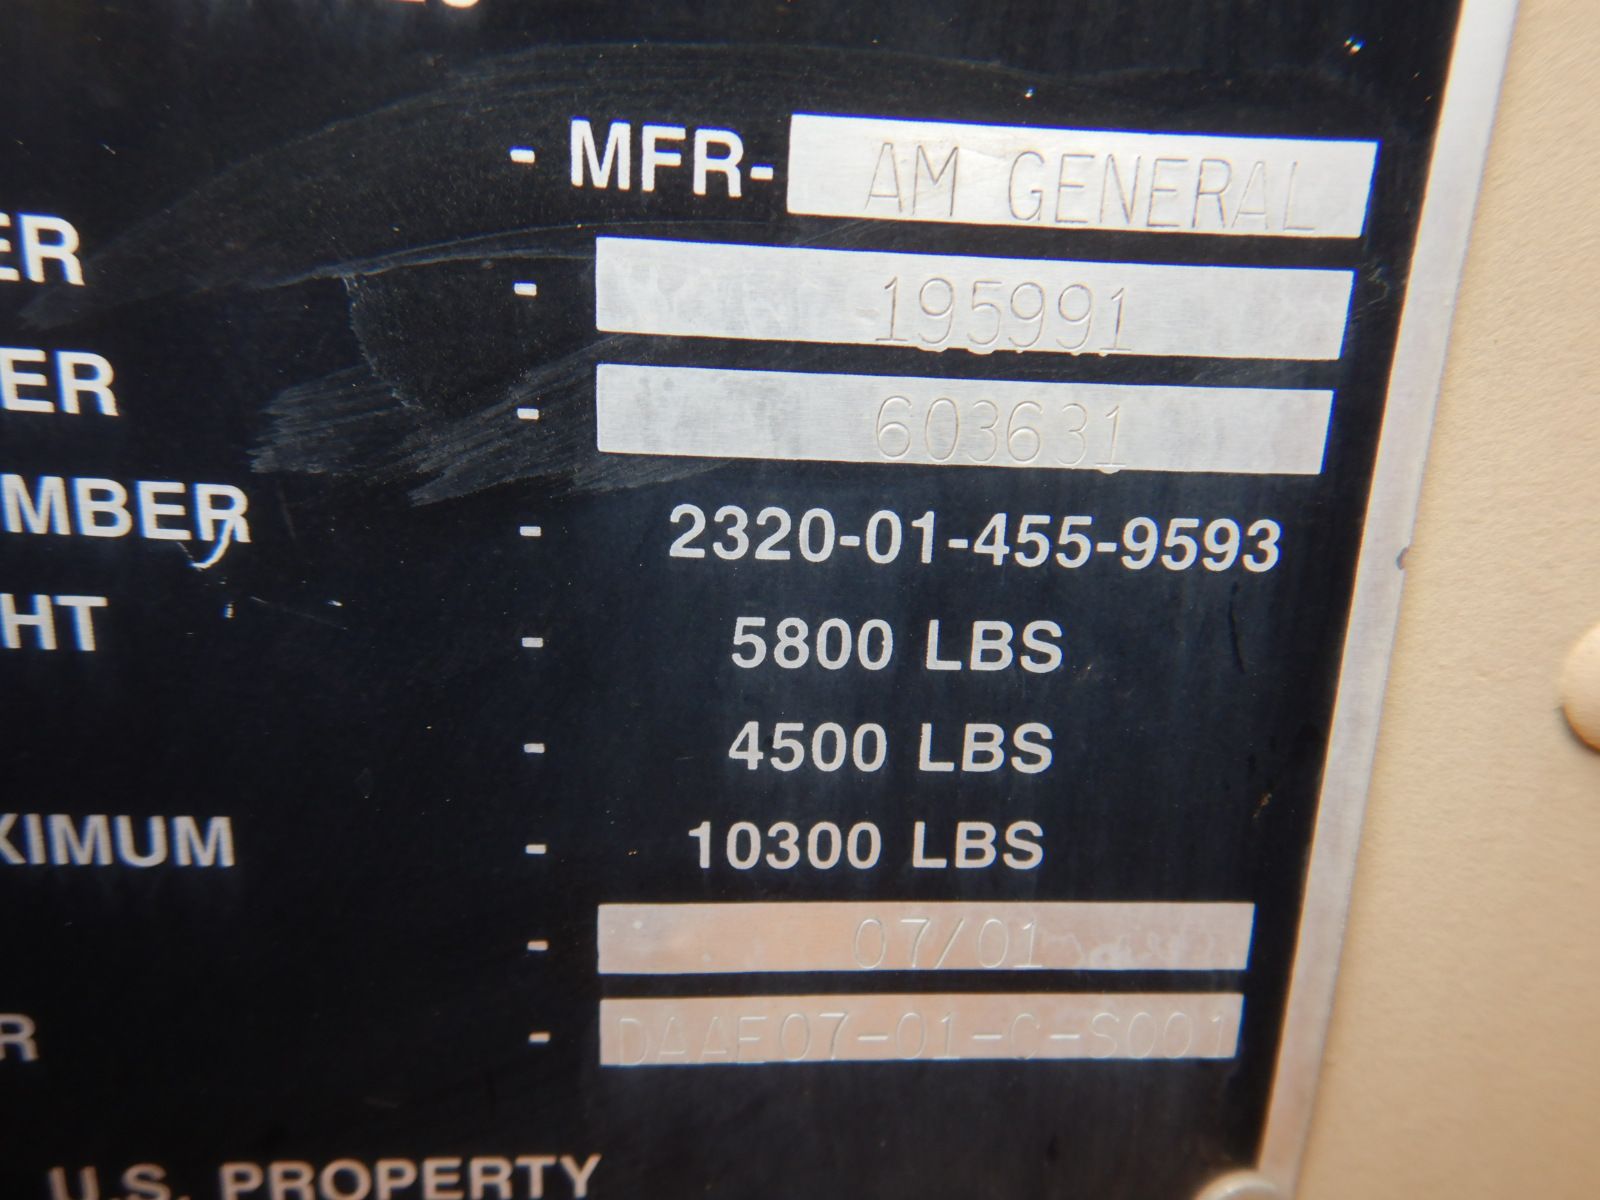 - MFR- AM GENERAL
ER - 195991
ER - 603631
MBER - 2320-01-455-9593
HT - 5800 LBS
- 4500 LBS
XIMUM - 10300 LBS
- 07/01
R - DAAE07-01-C-S001
U.S. PROPERTY